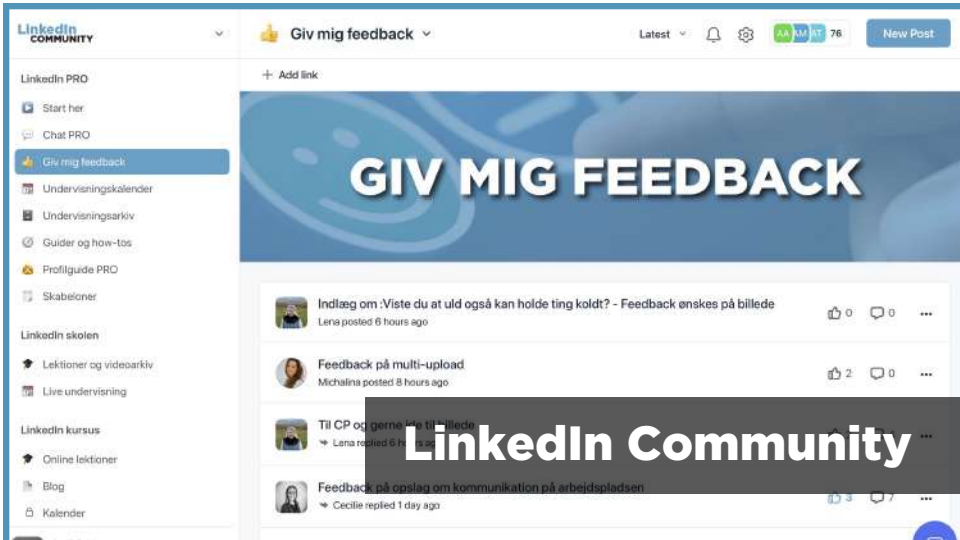 LinkedIn
COMMUNITY
Giv mig feedback
Latest
AA
AM
AT
76
New Post
LinkedIn PRO
Add link
Start her
Chat PRO
Giv mig feedback
Undervisningskalender
Undervisningsarkiv
Guider og how-tos
Profilguide PRO
Skabeloner
LinkedIn skolen
Lektioner og videoarkiv
Live undervisning
LinkedIn kursus
Online lektioner
Blog
Kalender
GIV MIG FEEDBACK
Indlæg om :Viste du at uld også kan holde ting koldt? - Feedback ønskes på billede
Lena posted 6 hours ago
0
0
Feedback på multi-upload
Michalina posted 8 hours ago
2
0
Til CP og gerne ide til billede
Lena replied 6 hours ago
LinkedIn Community
Feedback på opslag om kommunikation på arbejdspladsen
Cecilie replied 1 day ago
3
7